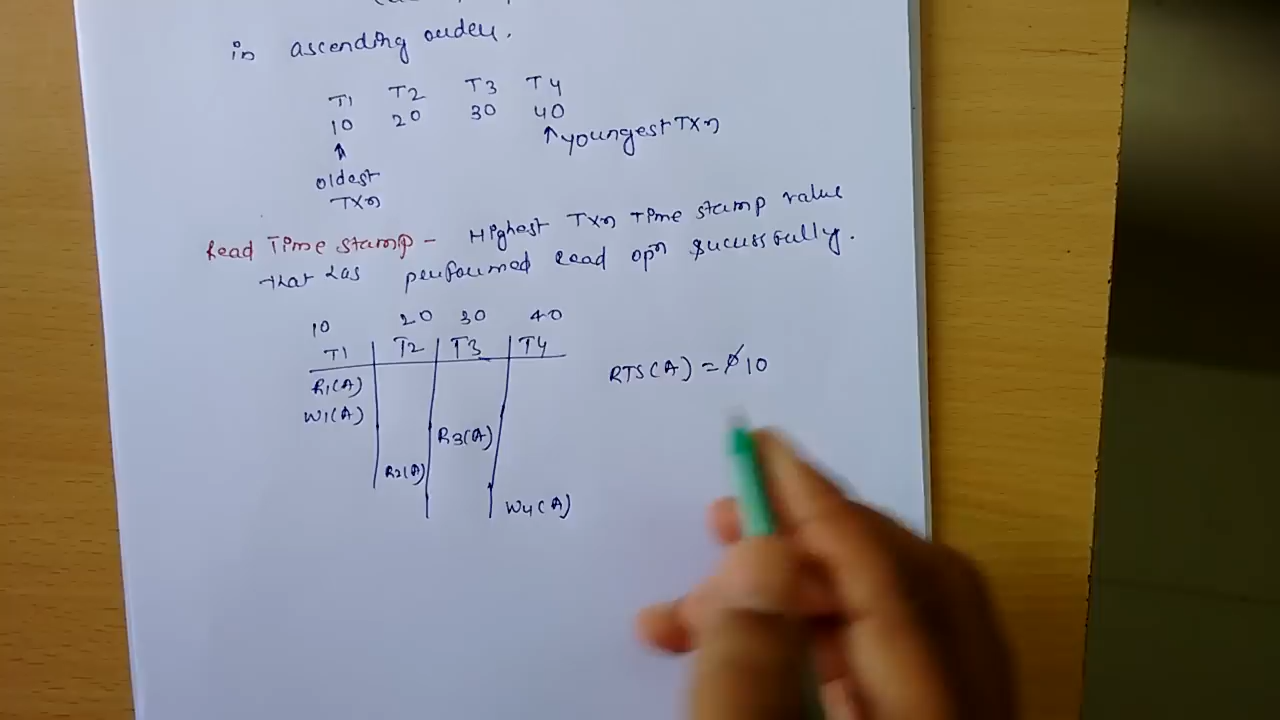 in ascending order.
T1 T2 T3 T4
10 20 30 40
↑ ↑ youngest Txn
oldest
Txn
Read Time stamp - Highest Txn Time stamp value
that has performed read opn sucessfully.
10 20 30 40
T1 T2 T3 T4
R1(A) RTS(A) = 0 10
W1(A)
R3(A)
R2(A)
W4(A)